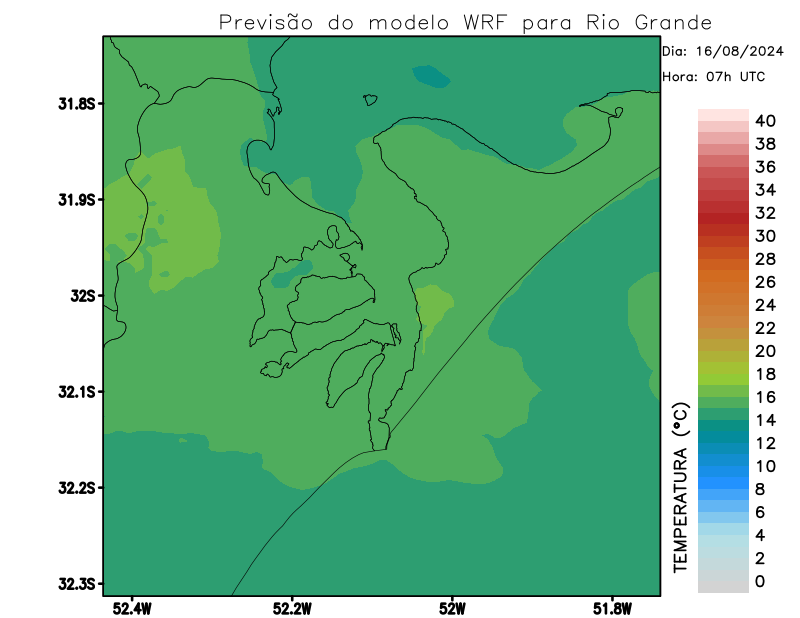 Previsão do modelo WRF para Rio Grande
Dia: 16/08/2024
Hora: 07h UTC
31.8S
31.9S
32S
32.1S
32.2S
32.3S
52.4W
52.2W
52W
51.8W
TEMPERATURA (°C)
40
38
36
34
32
30
28
26
24
22
20
18
16
14
12
10
8
6
4
2
0